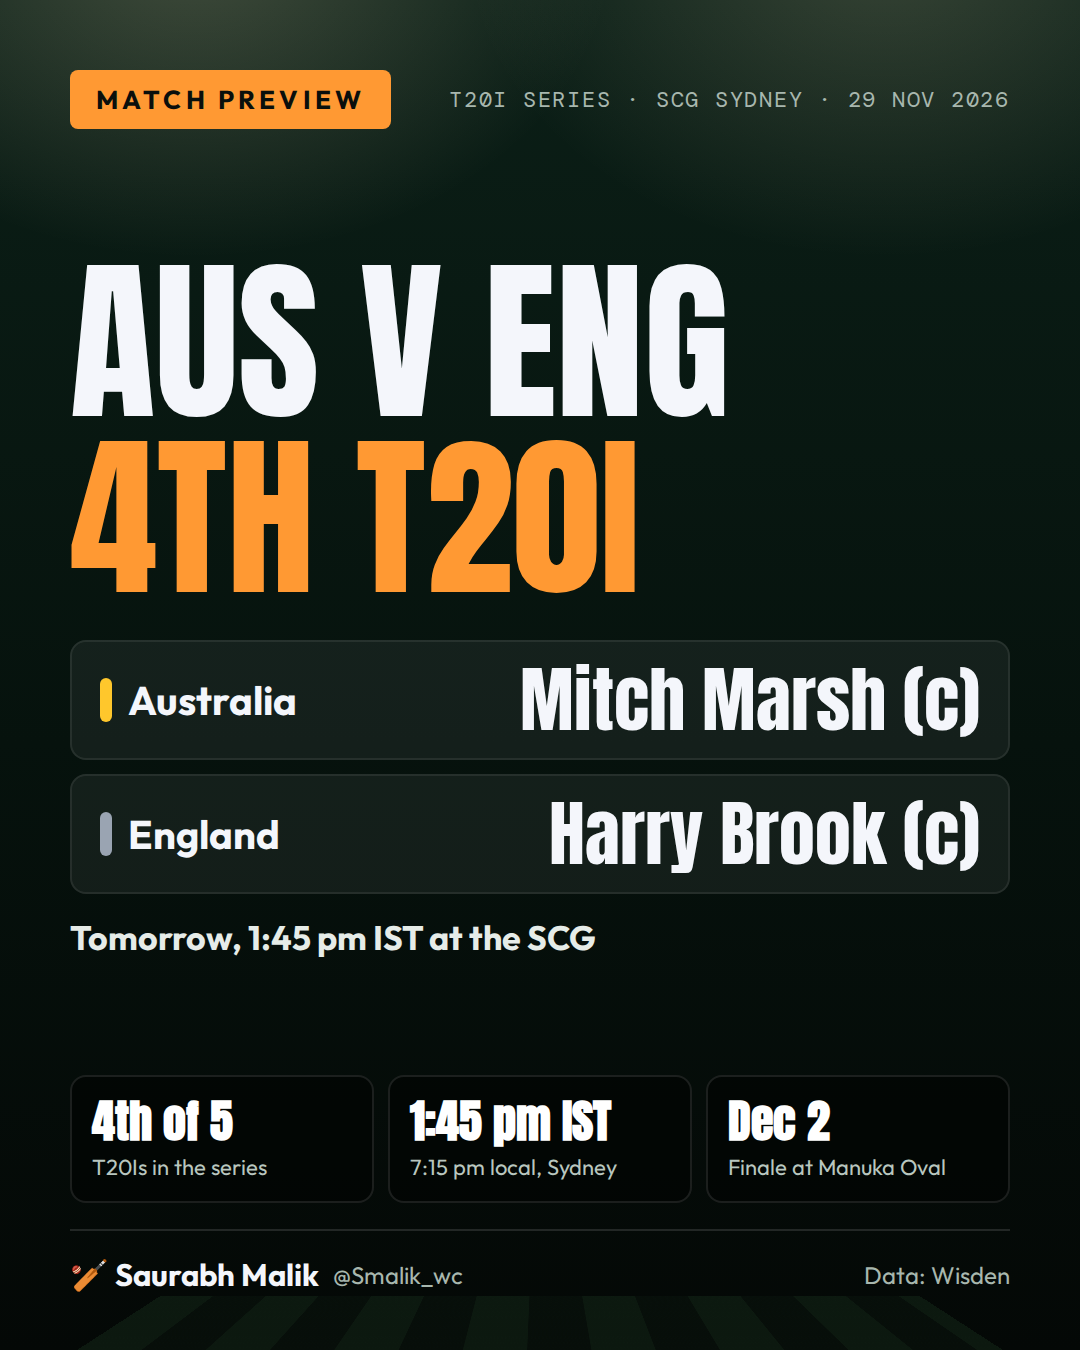 MATCH PREVIEW
T20I SERIES · SCG SYDNEY · 29 NOV 2026
AUS V ENG
4TH T20I
Australia
Mitch Marsh (c)
England
Harry Brook (c)
Tomorrow, 1:45 pm IST at the SCG
4th of 5
T20Is in the series
1:45 pm IST
7:15 pm local, Sydney
Dec 2
Finale at Manuka Oval
Saurabh Malik @Smalik_wc
Data: Wisden